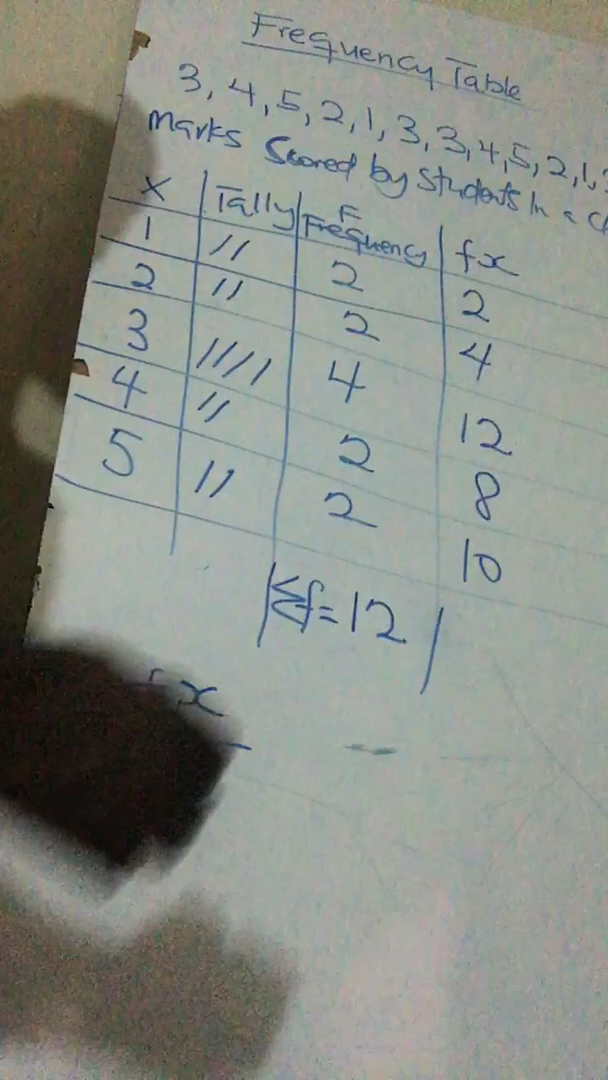 Frequency Table
3, 4, 5, 2, 1, 3, 3, 4, 5, 2, 1,
Marks Scored by students in a
X Tally F Frequency fx
1 // 2 2
2 // 2 4
3 //// 4 12
4 // 2 8
5 // 2 10
Σf=12
x